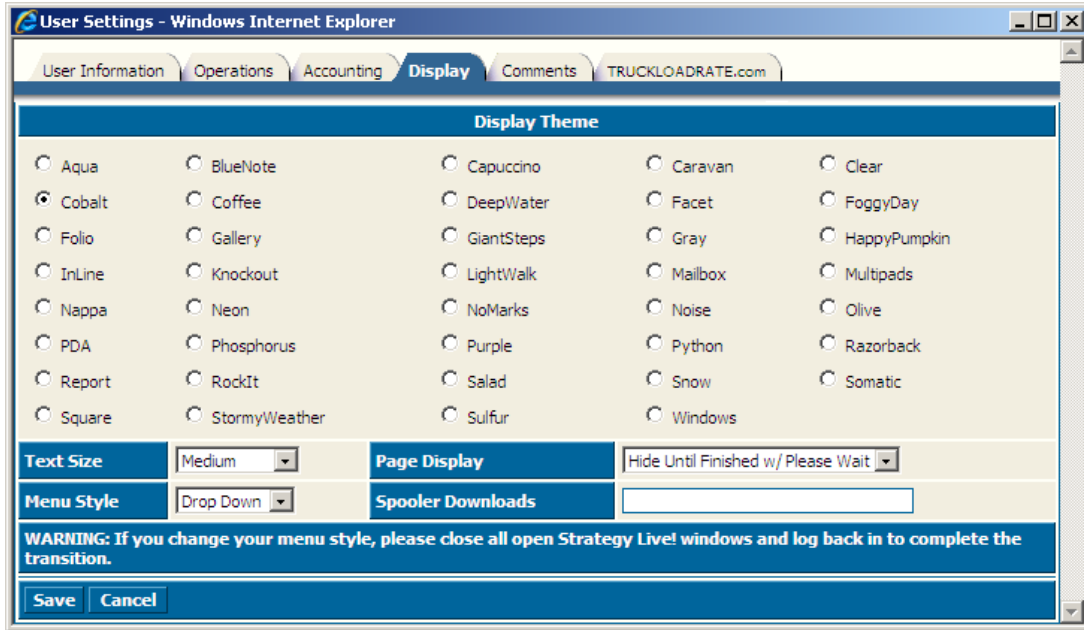 User Settings - Windows Internet Explorer
User Information Operations Accounting Display Comments TRUCKLOADRATE.com
Display Theme
Aqua BlueNote Capuccino Caravan Clear
Cobalt Coffee DeepWater Facet FoggyDay
Folio Gallery GiantSteps Gray HappyPumpkin
InLine Knockout LightWalk Mailbox Multipads
Nappa Neon NoMarks Noise Olive
PDA Phosphorus Purple Python Razorback
Report RockIt Salad Snow Somatic
Square StormyWeather Sulfur Windows
Text Size Medium Page Display Hide Until Finished w/ Please Wait
Menu Style Drop Down Spooler Downloads
WARNING: If you change your menu style, please close all open Strategy Live! windows and log back in to complete the
transition.
Save Cancel